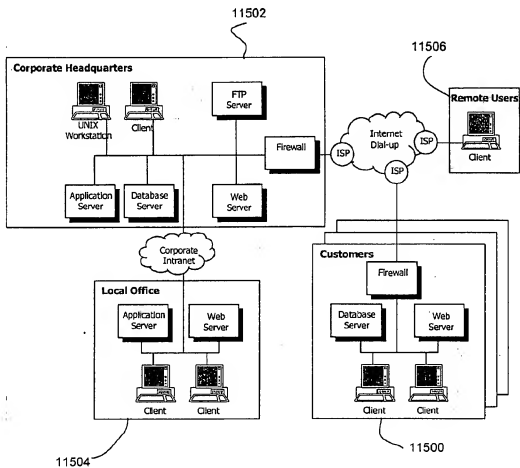 11502
11506
Corporate Headquarters
UNIX
Workstation
Client
FTP
Server
Firewall
Application
Server
Database
Server
Web
Server
ISP
Internet
Dial-up
ISP
ISP
Remote Users
Client
Corporate
Intranet
Local Office
Application
Server
Web
Server
Client
Client
Customers
Firewall
Database
Server
Web
Server
Client
Client
11504
11500